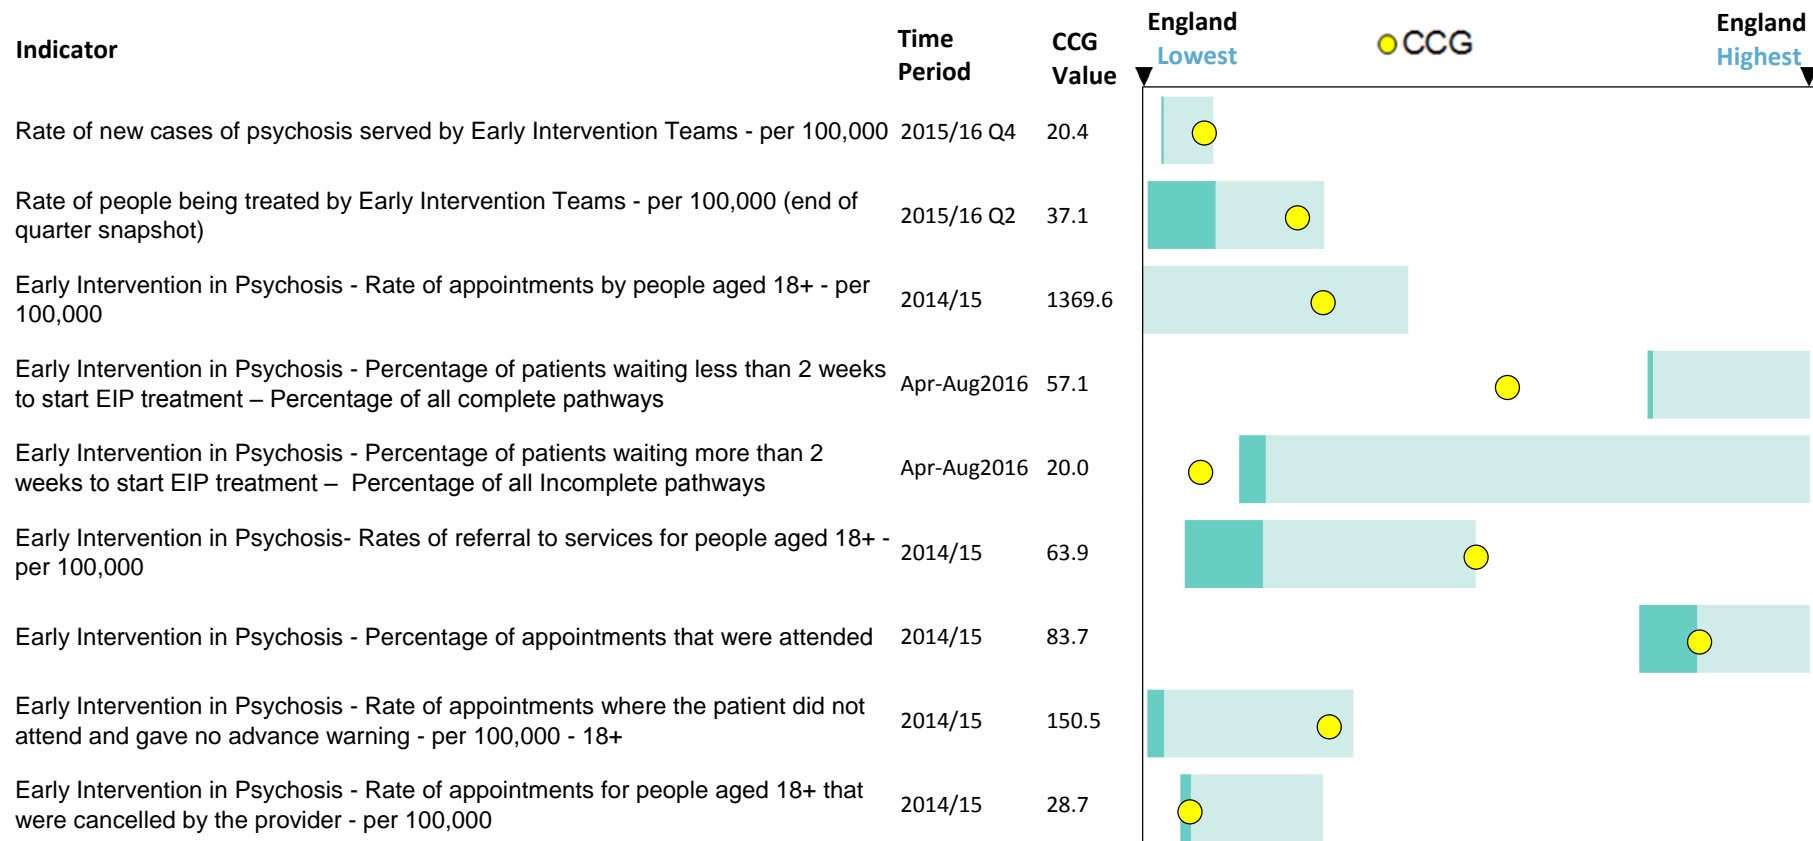 Indicator
Time Period
CCG Value
England Lowest
CCG
England Highest
Rate of new cases of psychosis served by Early Intervention Teams - per 100,000 2015/16 Q4 20.4
Rate of people being treated by Early Intervention Teams - per 100,000 (end of
quarter snapshot)
2015/16 Q2 37.1
Early Intervention in Psychosis - Rate of appointments by people aged 18+ - per
100,000
2014/15 1369.6
Early Intervention in Psychosis - Percentage of patients waiting less than 2 weeks
to start EIP treatment – Percentage of all complete pathways
Apr-Aug2016 57.1
Early Intervention in Psychosis - Percentage of patients waiting more than 2
weeks to start EIP treatment – Percentage of all Incomplete pathways
Apr-Aug2016 20.0
Early Intervention in Psychosis- Rates of referral to services for people aged 18+ -
per 100,000
2014/15 63.9
Early Intervention in Psychosis - Percentage of appointments that were attended 2014/15 83.7
Early Intervention in Psychosis - Rate of appointments where the patient did not
attend and gave no advance warning - per 100,000 - 18+
2014/15 150.5
Early Intervention in Psychosis - Rate of appointments for people aged 18+ that
were cancelled by the provider - per 100,000
2014/15 28.7